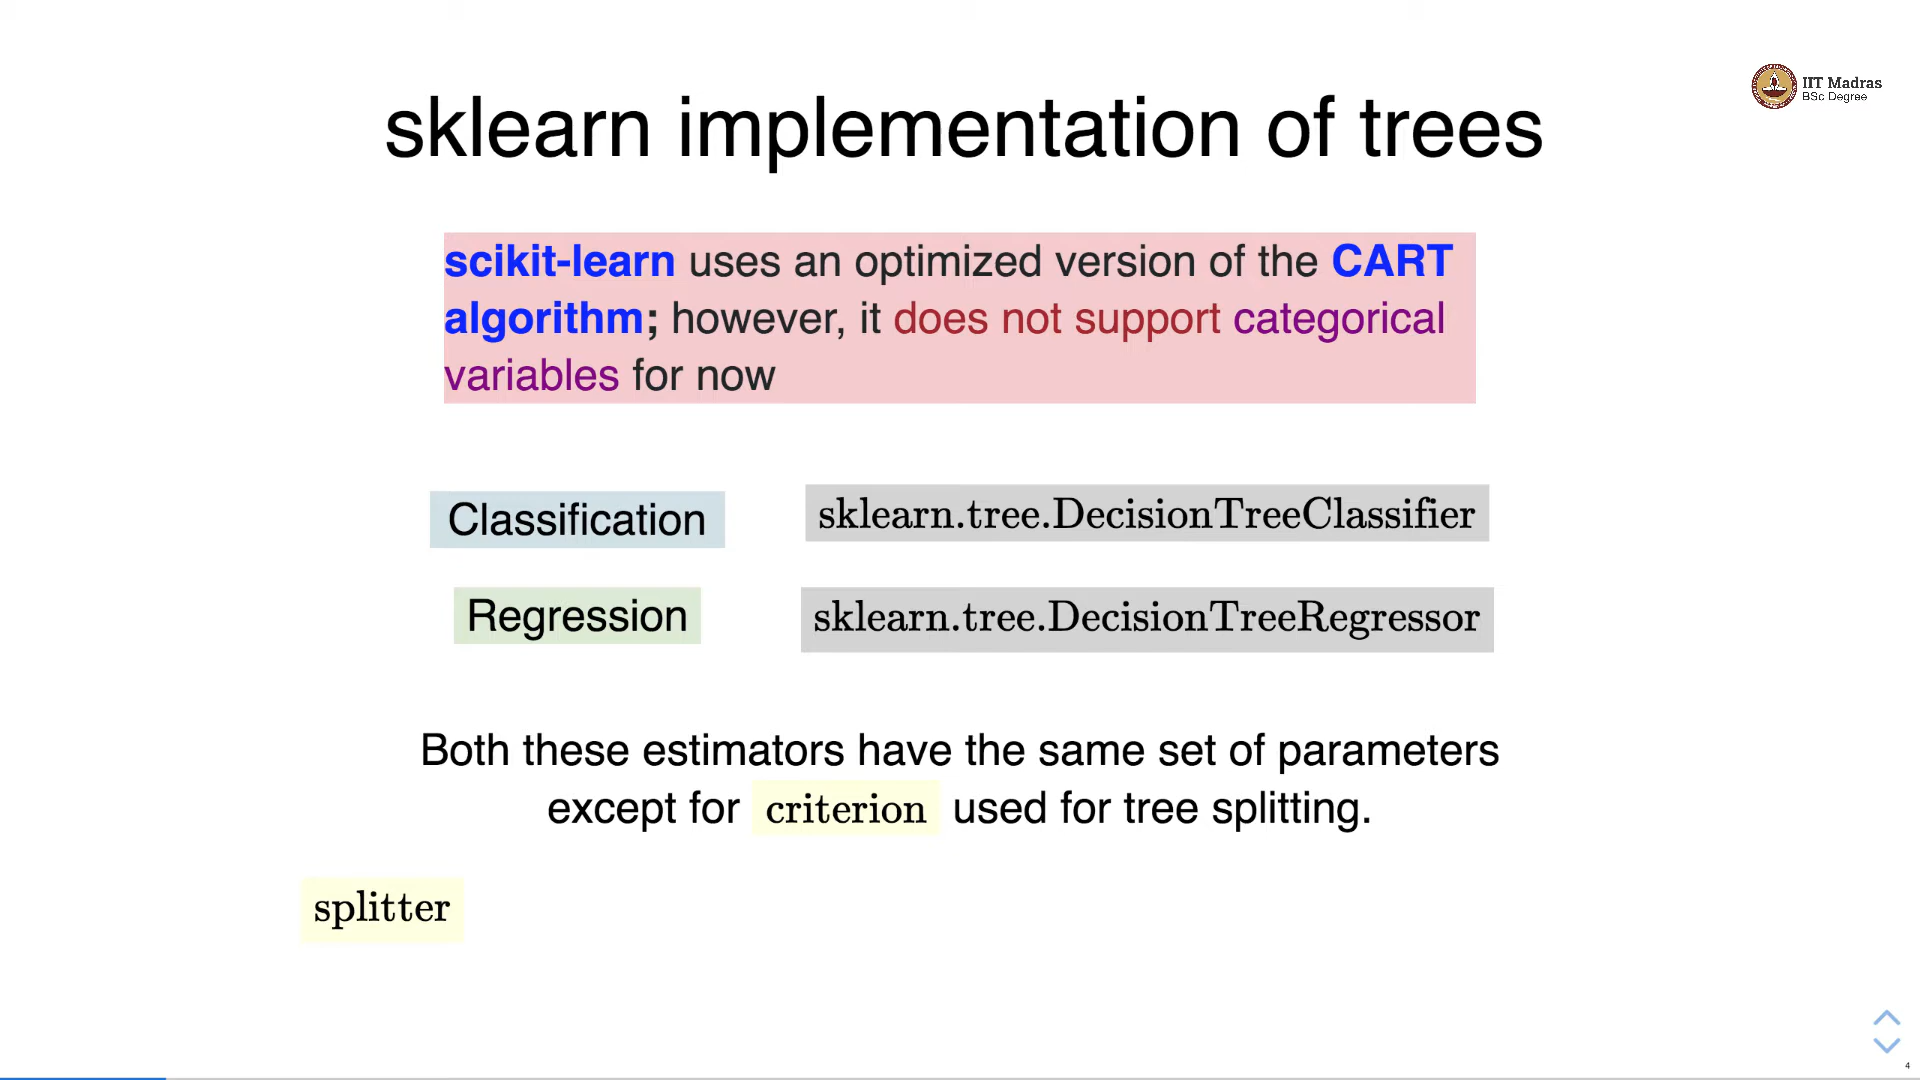 IIT Madras
BSc Degree
sklearn implementation of trees
scikit-learn uses an optimized version of the CART
algorithm; however, it does not support categorical
variables for now
Classification
sklearn.tree.DecisionTreeClassifier
Regression
sklearn.tree.DecisionTreeRegressor
Both these estimators have the same set of parameters
except for criterion used for tree splitting.
splitter
4